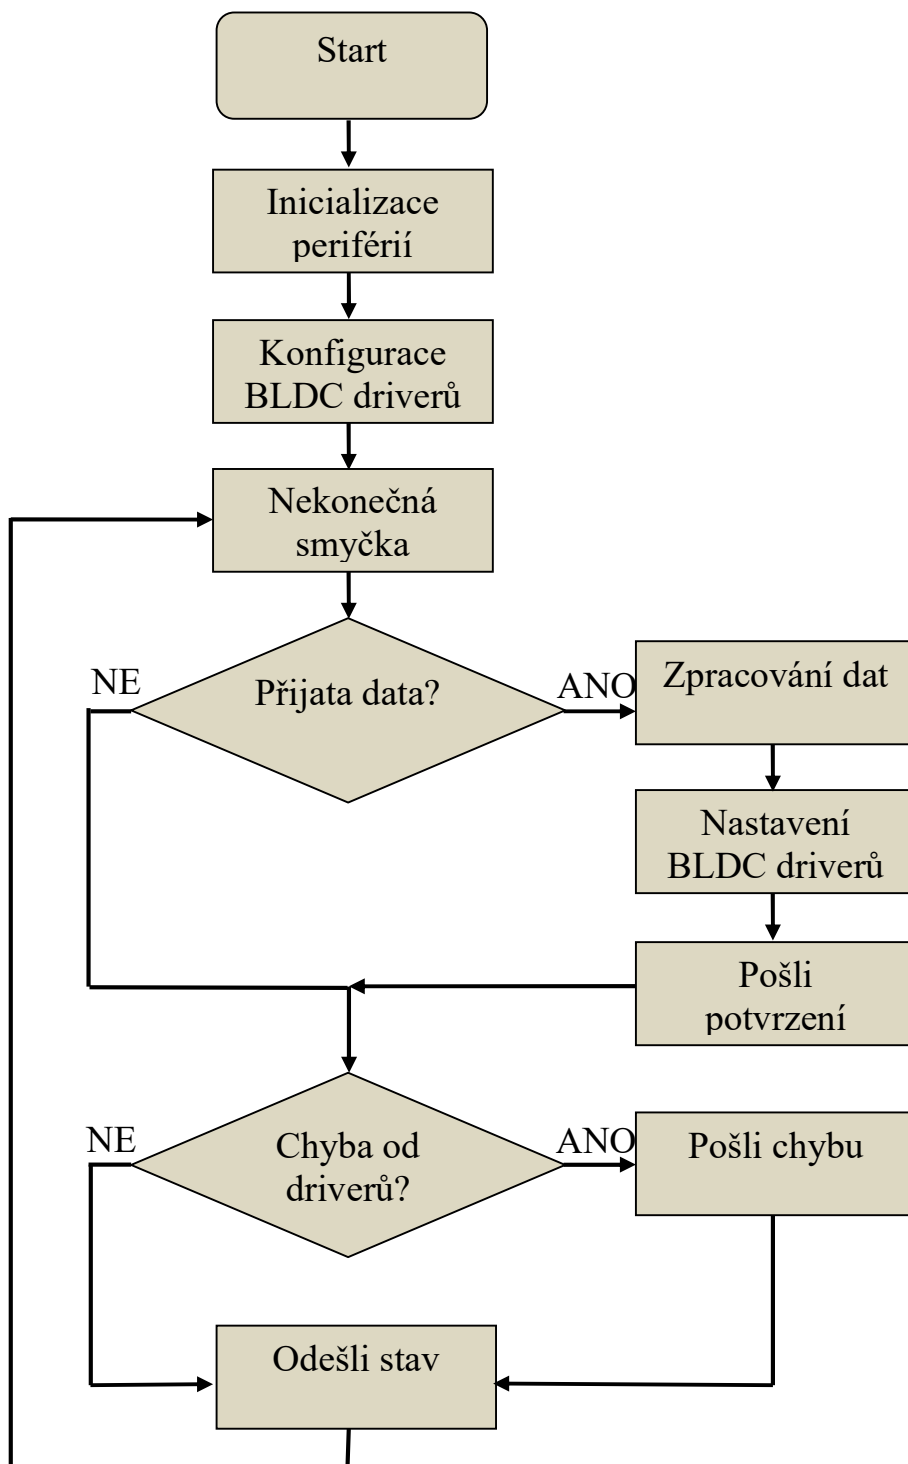 Start
Inicializace
periférií
Konfigurace
BLDC driverů
Nekonečná
smyčka
NE
Přijata data?
ANO
Zpracování dat
Nastavení
BLDC driverů
Pošli
potvrzení
NE
Chyba od
driverů?
ANO
Pošli chybu
Odešli stav